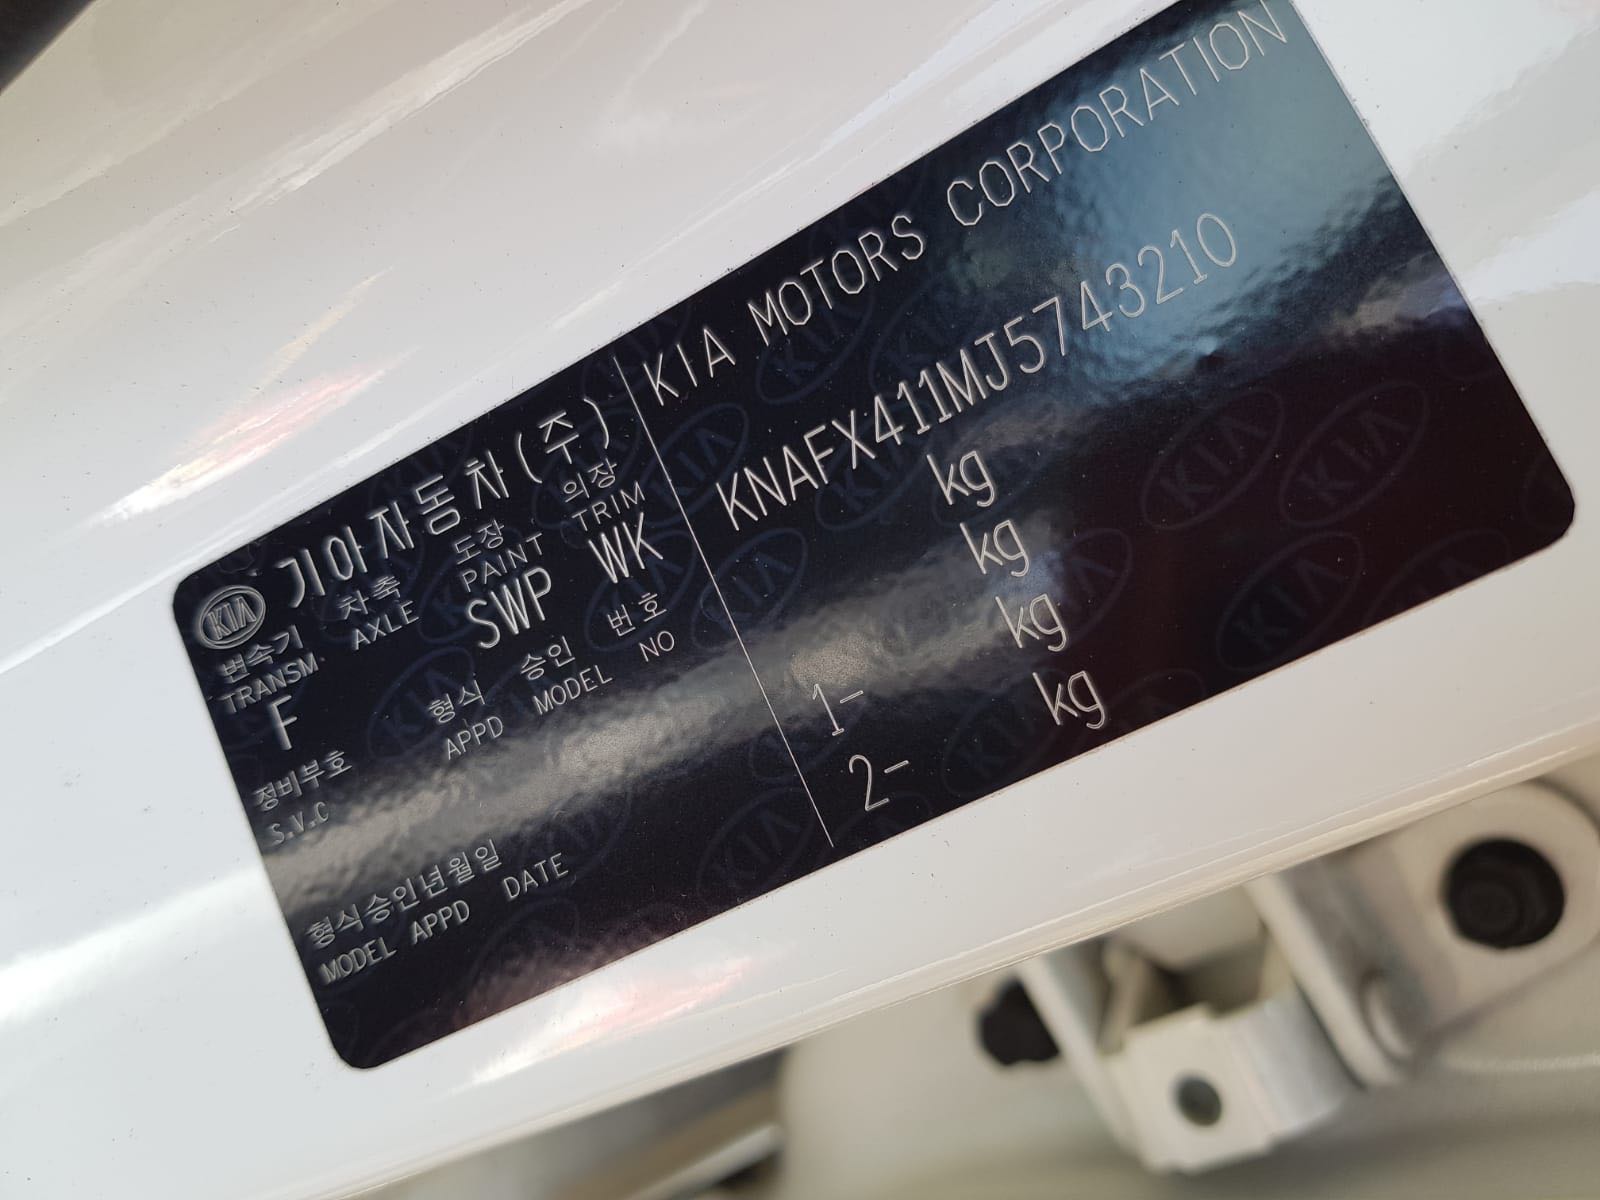 KIA 기아자동차(주)
KIA MOTORS CORPORATION
변속기 차축 도장 의장
TRANSM AXLE PAINT TRIM
F SWP WK
KNAFX411MJ5743210
kg
kg
1- kg
2- kg
정비부호 형식 승인 번호
S.V.C APPD MODEL NO
형식승인년월일
MODEL APPD DATE